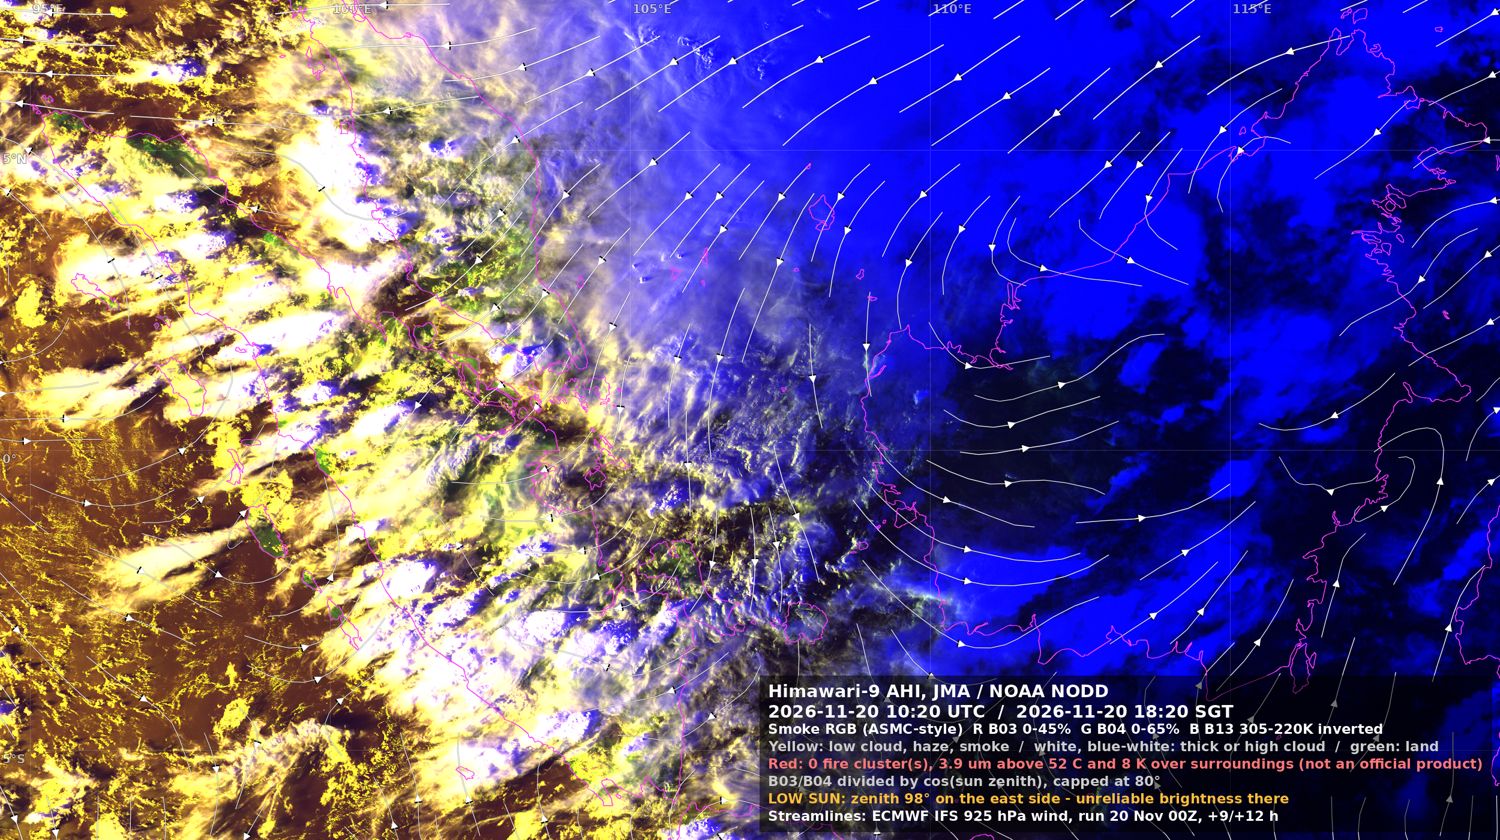 95°E
100°E
105°E
110°E
115°E
5°N
0°
5°S
Himawari-9 AHI, JMA / NOAA NODD
2026-11-20 10:20 UTC / 2026-11-20 18:20 SGT
Smoke RGB (ASMC-style) R B03 0-45% G B04 0-65% B B13 305-220K inverted
Yellow: low cloud, haze, smoke / white, blue-white: thick or high cloud / green: land
Red: 0 fire cluster(s), 3.9 um above 52 C and 8 K over surroundings (not an official product)
B03/B04 divided by cos(sun zenith), capped at 80°
LOW SUN: zenith 98° on the east side - unreliable brightness there
Streamlines: ECMWF IFS 925 hPa wind, run 20 Nov 00Z, +9/+12 h